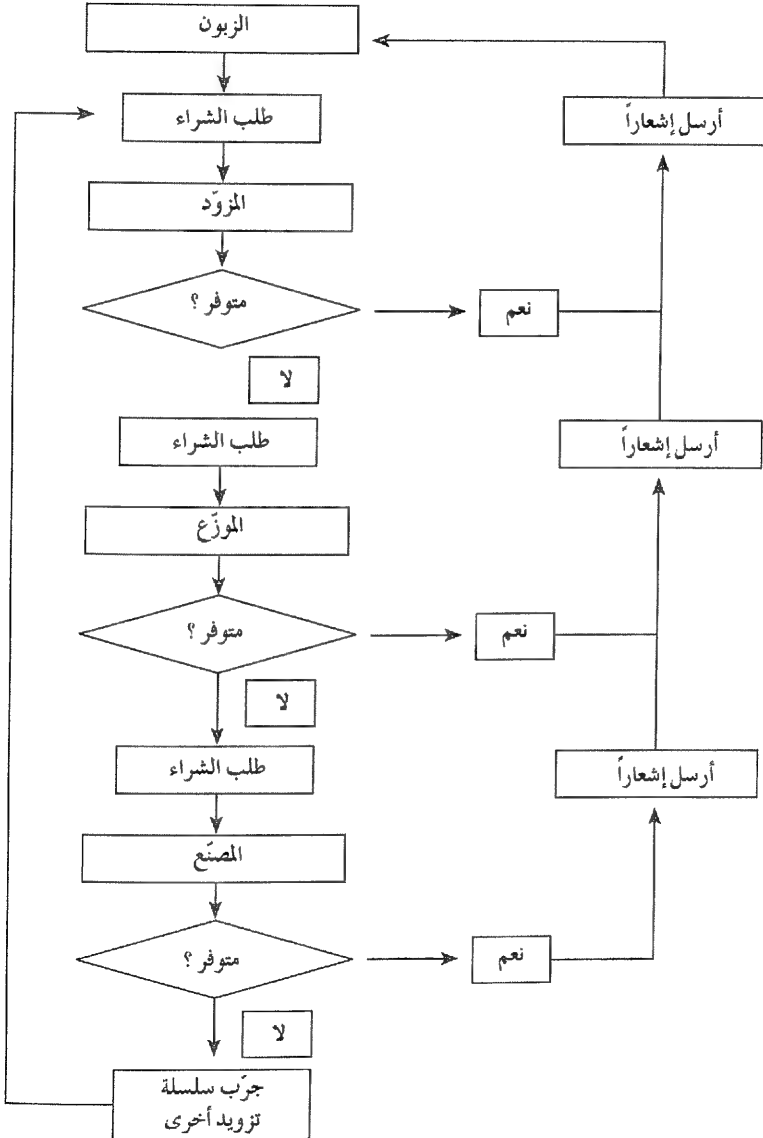 الزبون
أرسل إشعاراً
طلب الشراء
المزوّد
متوفر ؟
نعم
لا
طلب الشراء
أرسل إشعاراً
الموزّع
متوفر ؟
نعم
لا
طلب الشراء
أرسل إشعاراً
المصنّع
متوفر ؟
نعم
لا
جرّب سلسلة
تزويد أخرى